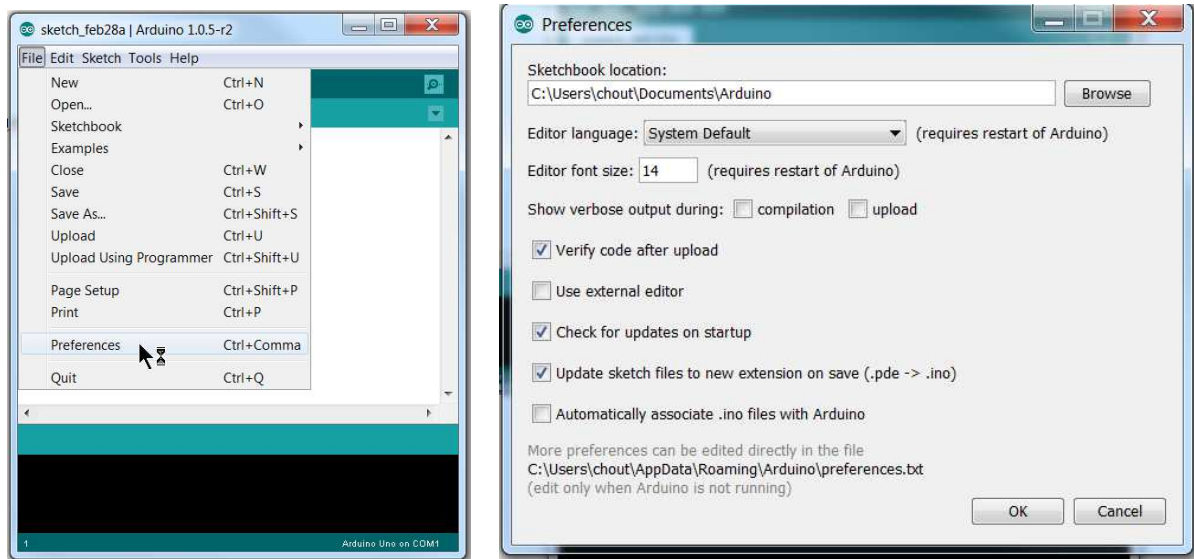 sketch_feb28a | Arduino 1.0.5-r2
File Edit Sketch Tools Help
New Ctrl+N
Open... Ctrl+O
Sketchbook
Examples
Close Ctrl+W
Save Ctrl+S
Save As... Ctrl+Shift+S
Upload Ctrl+U
Upload Using Programmer Ctrl+Shift+U
Page Setup Ctrl+Shift+P
Print Ctrl+P
Preferences Ctrl+Comma
Quit Ctrl+Q
1 Arduino Uno on COM1
Preferences
Sketchbook location:
C:\Users\chout\Documents\Arduino Browse
Editor language: System Default (requires restart of Arduino)
Editor font size: 14 (requires restart of Arduino)
Show verbose output during: compilation upload
Verify code after upload
Use external editor
Check for updates on startup
Update sketch files to new extension on save (.pde -> .ino)
Automatically associate .ino files with Arduino
More preferences can be edited directly in the file
C:\Users\chout\AppData\Roaming\Arduino\preferences.txt
(edit only when Arduino is not running)
OK Cancel